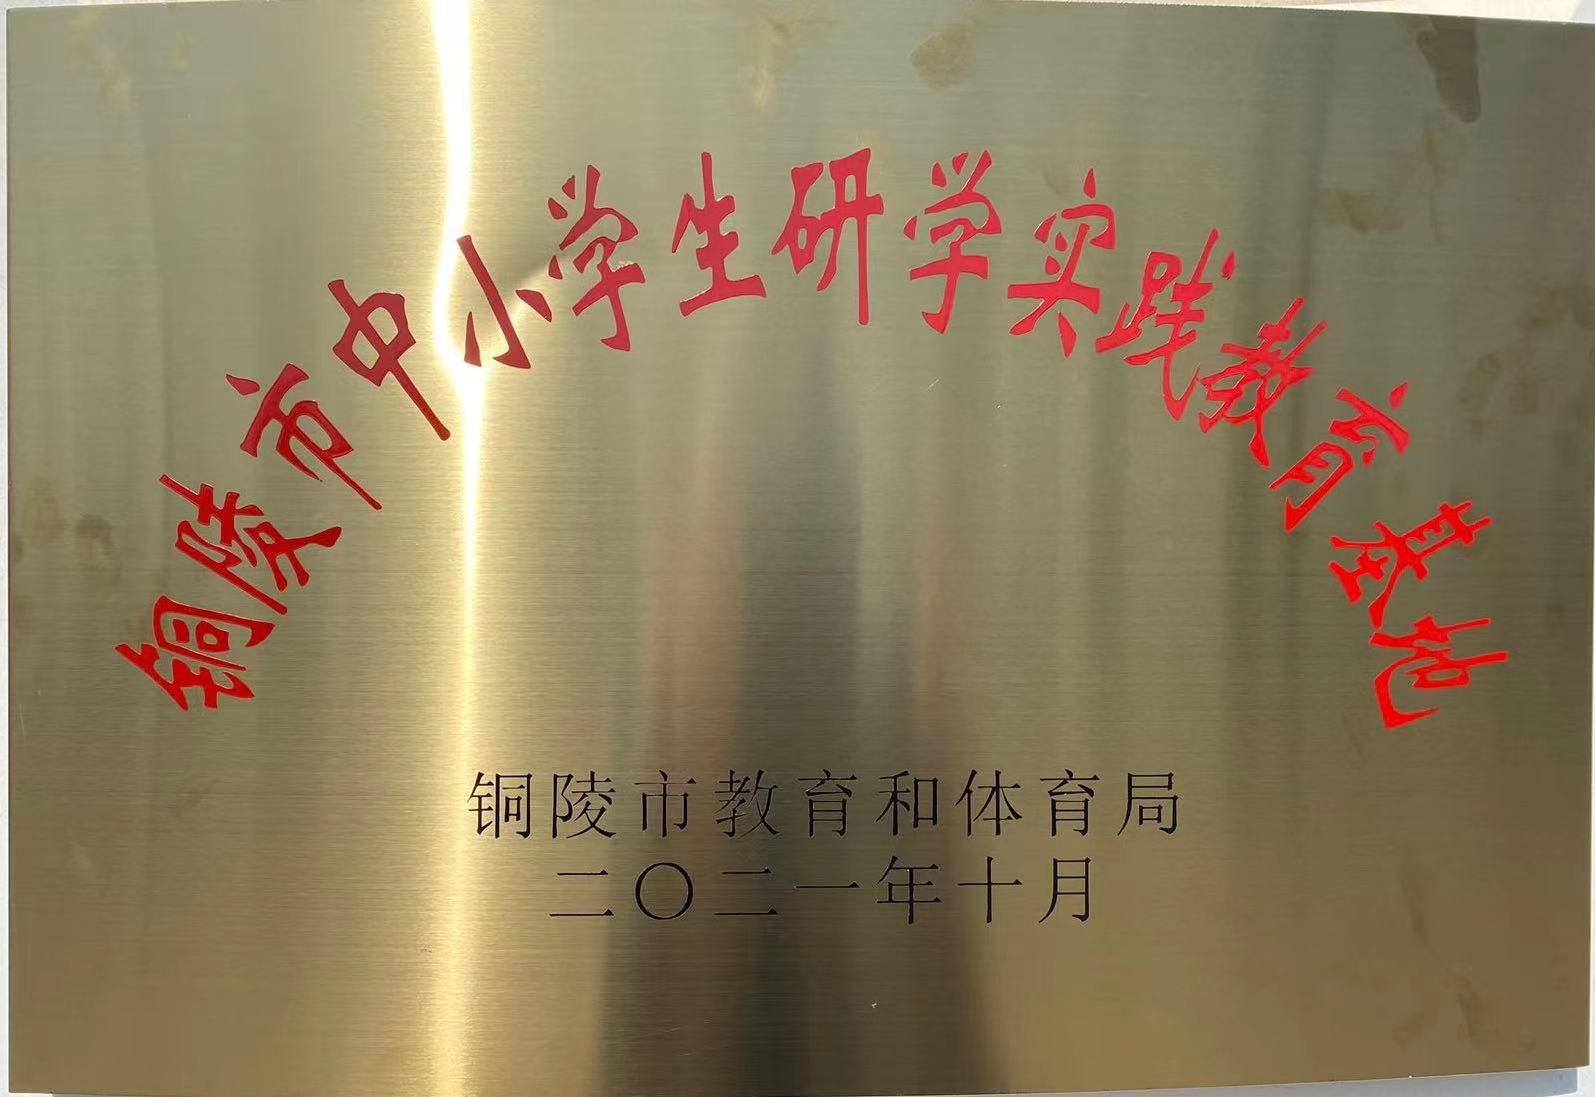 铜陵市中小学生研学实践教育基地
铜陵市教育和体育局
二〇二一年十月